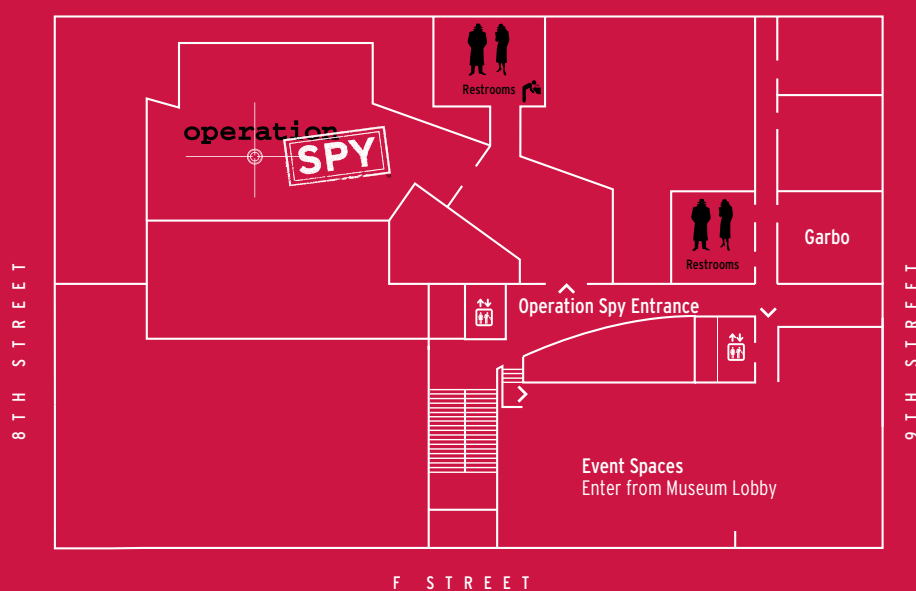 Restrooms
operation
SPY
Restrooms
Garbo
Operation Spy Entrance
8TH STREET
9TH STREET
Event Spaces
Enter from Museum Lobby
F STREET